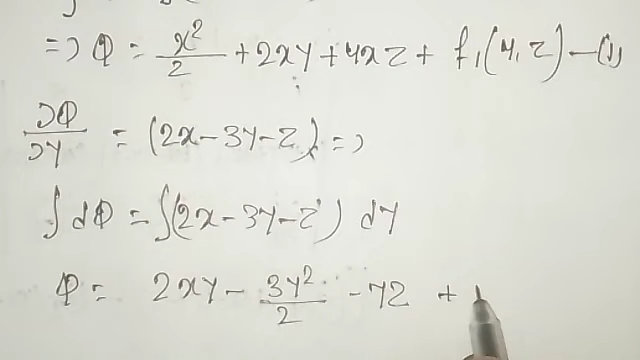 => φ = x²/2 + 2xy + 4xz + f₁(y, z) — (1)
∂φ/∂y = (2x - 3y - z) =>
∫ dφ = ∫(2x - 3y - z) dy
φ = 2xy - 3y²/2 - yz +